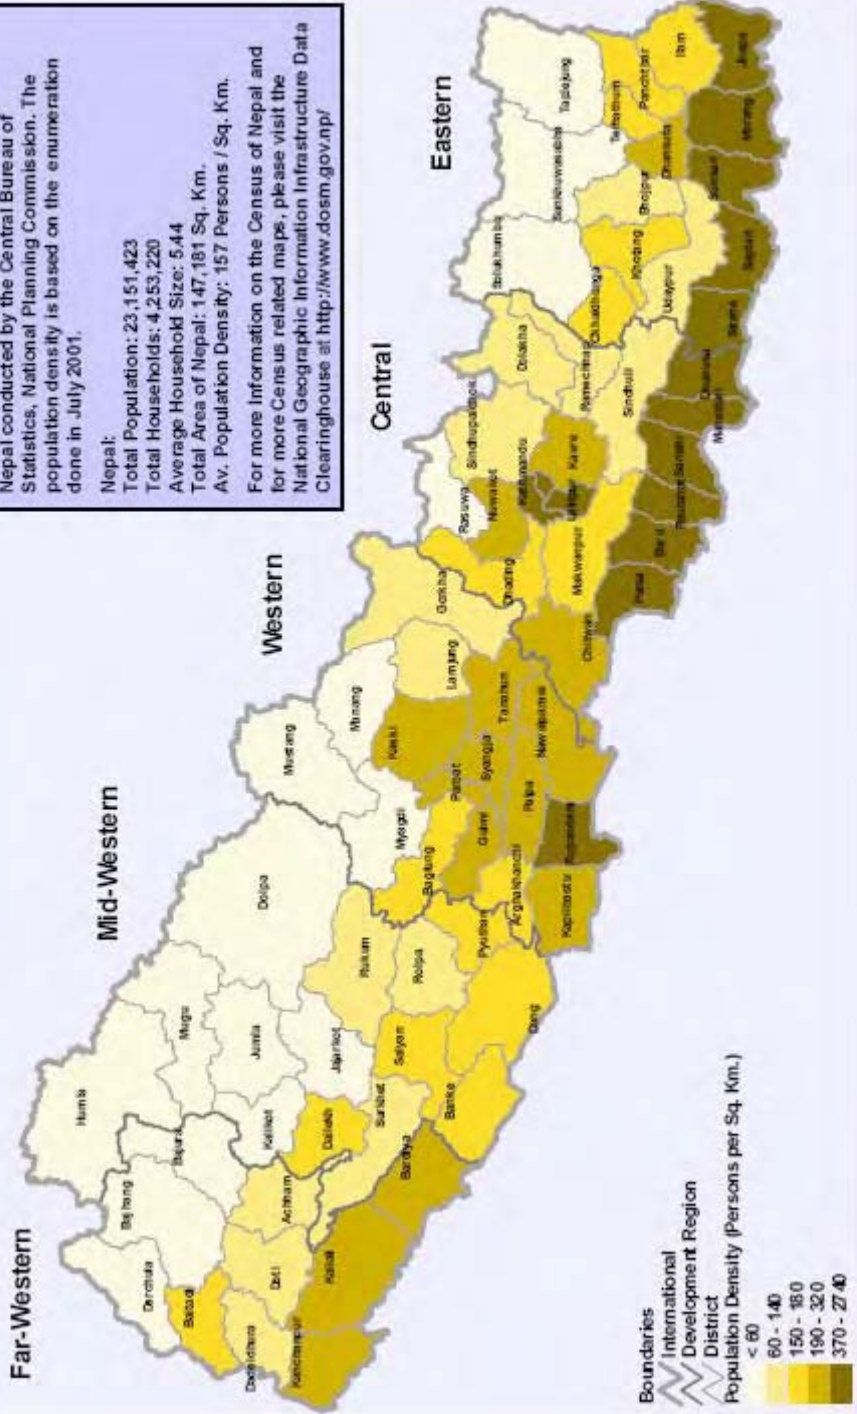 Nepal conducted by the Central Bureau of
Statistics, National Planning Commission. The
population density is based on the enumeration
done in July 2001.
Nepal:
Total Population: 23,151,423
Total Households: 4,253,220
Average Household Size: 5.44
Total Area of Nepal: 147,181 Sq. Km.
Av. Population Density: 157 Persons / Sq. Km.
For more Information on the Census of Nepal and
for more Census related maps, please visit the
National Geographic Information Infrastructure Data
Clearinghouse at http://www.dosm.gov.np/
Far-Western
Mid-Western
Western
Central
Eastern
Humla
Darchula
Bajhang
Bajura
Mugu
Baitadi
Dadeldhura
Doti
Achham
Kalikot
Jumla
Dolpa
Kanchanpur
Kailali
Dailekh
Jajarkot
Surkhet
Bardiya
Banke
Salyan
Rukum
Rolpa
Dang
Pyuthan
Mustang
Manang
Myagdi
Baglung
Kaski
Parbat
Gulmi
Syangja
Arghakhanchi
Palpa
Tanahun
Lamjung
Gorkha
Kapilbastu
Rupandehi
Nawalparasi
Rasuwa
Nuwakot
Dhading
Sindhupalchok
Kathmandu
Lalitpur
Kavre
Dolakha
Ramechhap
Sindhuli
Makwanpur
Chitwan
Parsa
Bara
Rautahat
Sarlahi
Mahottari
Dhanusa
Siraha
Saptari
Solukhumbu
Sankhuwasabha
Taplejung
Okhaldhunga
Khotang
Bhojpur
Udaypur
Terhathum
Dhankuta
Panchthar
Ilam
Sunsari
Morang
Jhapa
Boundaries
International
Development Region
District
Population Density (Persons per Sq. Km.)
< 60
60 - 140
150 - 180
190 - 320
370 - 2740